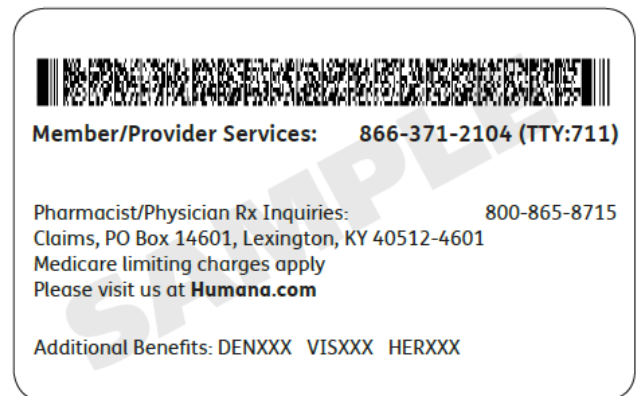 Member/Provider Services: 866-371-2104 (TTY:711)
Pharmacist/Physician Rx Inquiries: 800-865-8715
Claims, PO Box 14601, Lexington, KY 40512-4601
Medicare limiting charges apply
Please visit us at Humana.com
Additional Benefits: DENXXX VISXXX HERXXX
SAMPLE